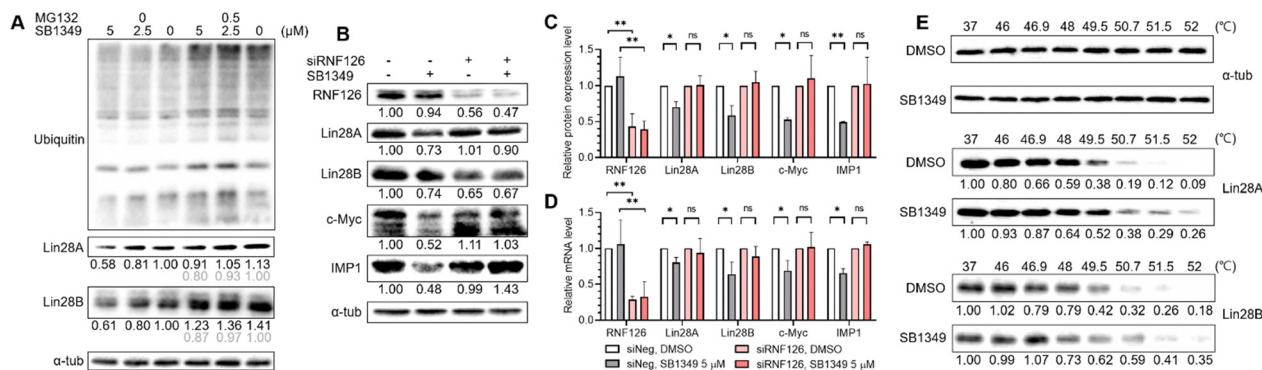 A
MG132 0 0.5
SB1349 5 2.5 0 5 2.5 0 (μM)
Ubiquitin
Lin28A
0.58 0.81 1.00 0.91 1.05 1.13
0.80 0.93 1.00
Lin28B
0.61 0.80 1.00 1.23 1.36 1.41
0.87 0.97 1.00
α-tub
B
siRNF126 - - + +
SB1349 - + - +
RNF126
1.00 0.94 0.56 0.47
Lin28A
1.00 0.73 1.01 0.90
Lin28B
1.00 0.74 0.65 0.67
c-Myc
1.00 0.52 1.11 1.03
IMP1
1.00 0.48 0.99 1.43
α-tub
C
Relative protein expression level
** ** * ns * ns * ns ** ns
1.5
1.0
0.5
0.0
RNF126 Lin28A Lin28B c-Myc IMP1
D
Relative mRNA level
** ** * ns * ns * ns * ns
1.5
1.0
0.5
0.0
RNF126 Lin28A Lin28B c-Myc IMP1
siNeg, DMSO siRNF126, DMSO
siNeg, SB1349 5 μM siRNF126, SB1349 5 μM
E
37 46 46.9 48 49.5 50.7 51.5 52 (℃)
DMSO
α-tub
SB1349
37 46 46.9 48 49.5 50.7 51.5 52 (℃)
DMSO
1.00 0.80 0.66 0.59 0.38 0.19 0.12 0.09
Lin28A
SB1349
1.00 0.93 0.87 0.64 0.52 0.38 0.29 0.26
37 46 46.9 48 49.5 50.7 51.5 52 (℃)
DMSO
1.00 1.02 0.79 0.79 0.42 0.32 0.26 0.18
Lin28B
SB1349
1.00 0.99 1.07 0.73 0.62 0.59 0.41 0.35